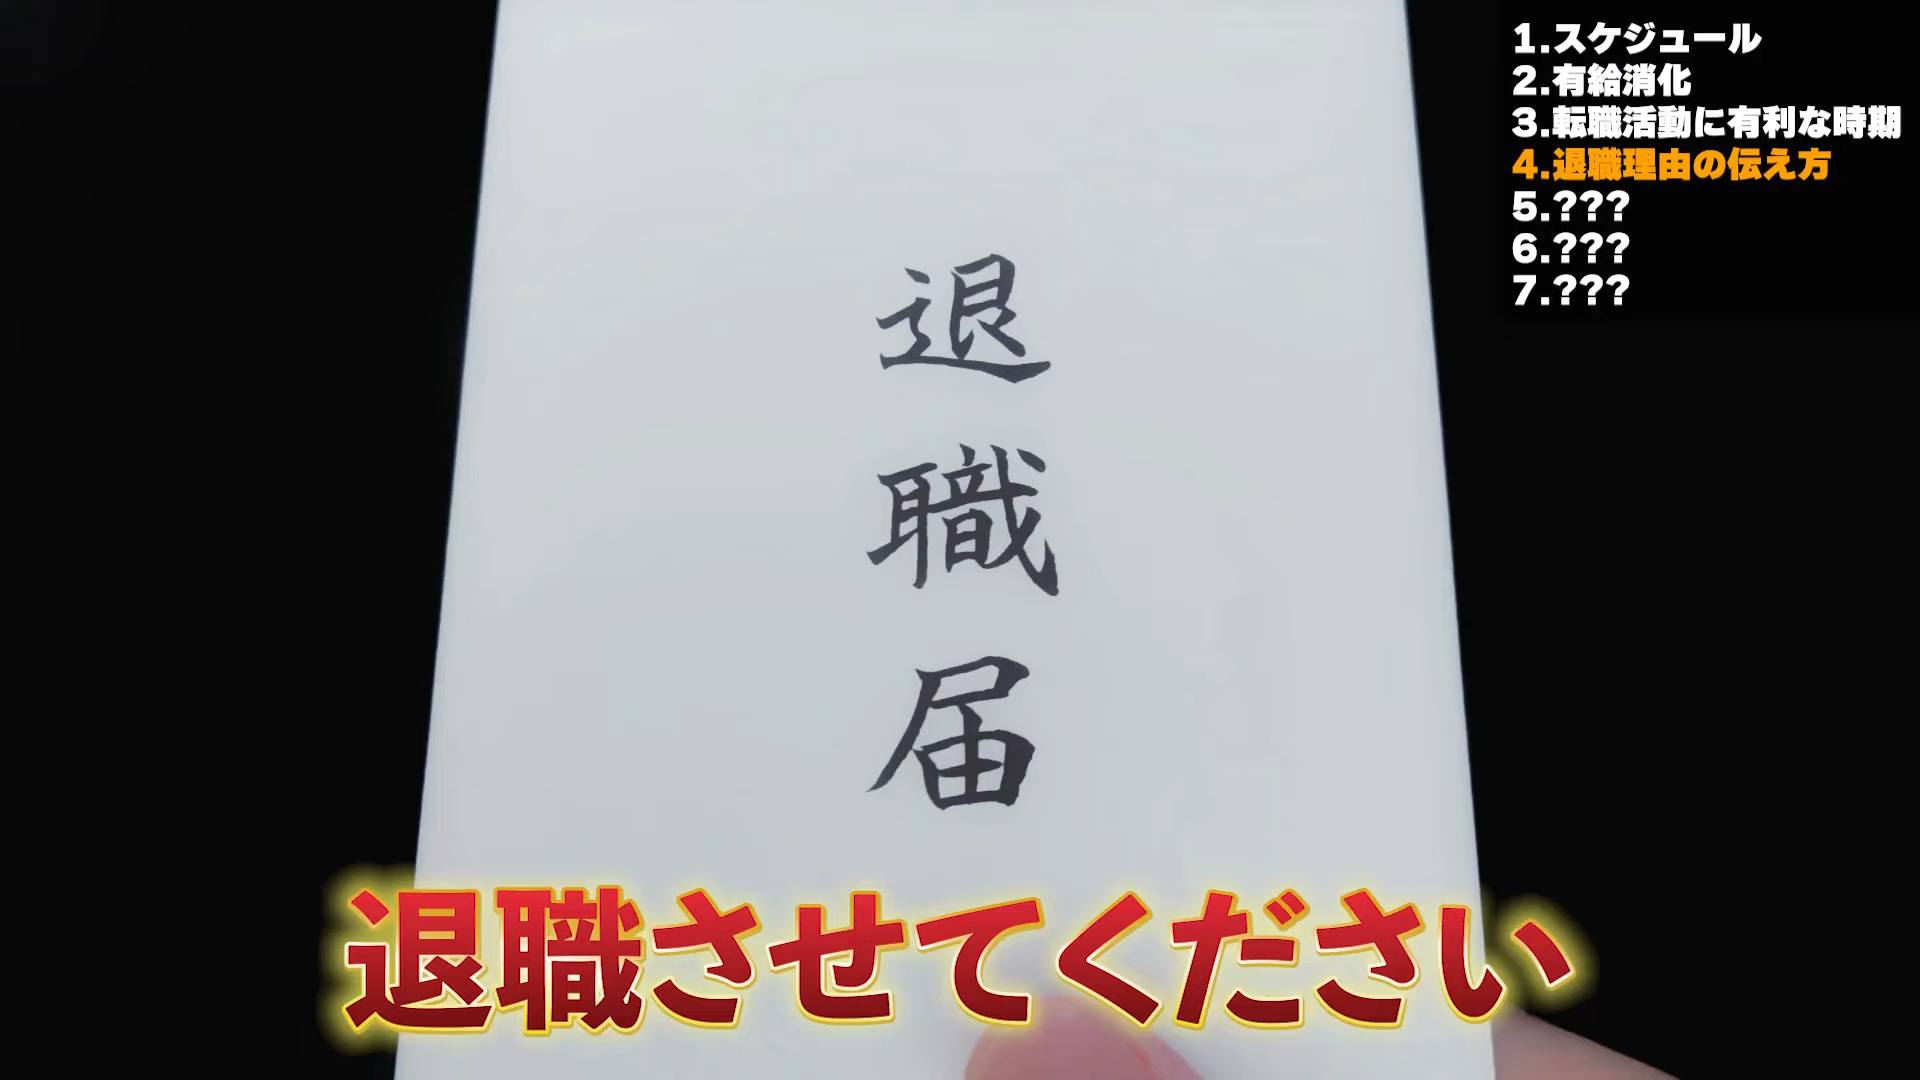 1.スケジュール
2.有給消化
3.転職活動に有利な時期
4.退職理由の伝え方
5.???
6.???
7.???
退職届
退職させてください